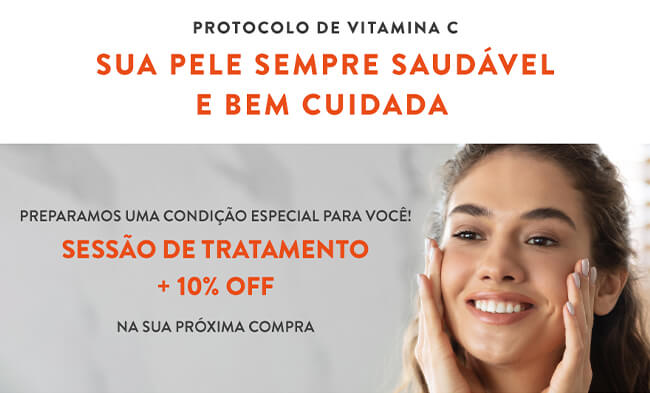 PROTOCOLO DE VITAMINA C
SUA PELE SEMPRE SAUDÁVEL
E BEM CUIDADA
PREPARAMOS UMA CONDIÇÃO ESPECIAL PARA VOCÊ!
SESSÃO DE TRATAMENTO
+ 10% OFF
NA SUA PRÓXIMA COMPRA